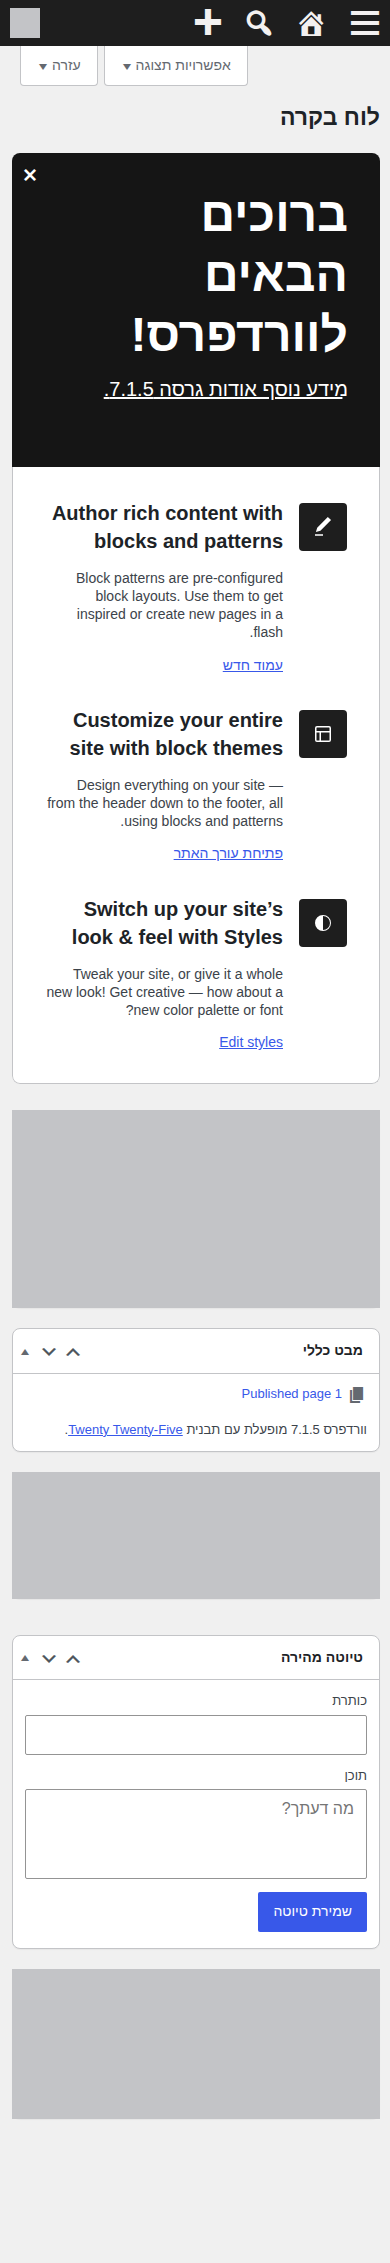 אפשרויות תצוגה
עזרה
לוח בקרה
ברוכים
הבאים
לוורדפרס!
מידע נוסף אודות גרסה 7.1.5.
Author rich content with
blocks and patterns
Block patterns are pre-configured
block layouts. Use them to get
inspired or create new pages in a
flash.
עמוד חדש
Customize your entire
site with block themes
Design everything on your site —
from the header down to the footer, all
using blocks and patterns.
פתיחת עורך האתר
Switch up your site’s
look & feel with Styles
Tweak your site, or give it a whole
new look! Get creative — how about a
new color palette or font?
Edit styles
מבט כללי
Published page 1
וורדפרס 7.1.5 מופעלת עם תבנית Twenty Twenty-Five.
טיוטה מהירה
כותרת
תוכן
מה דעתך?
שמירת טיוטה